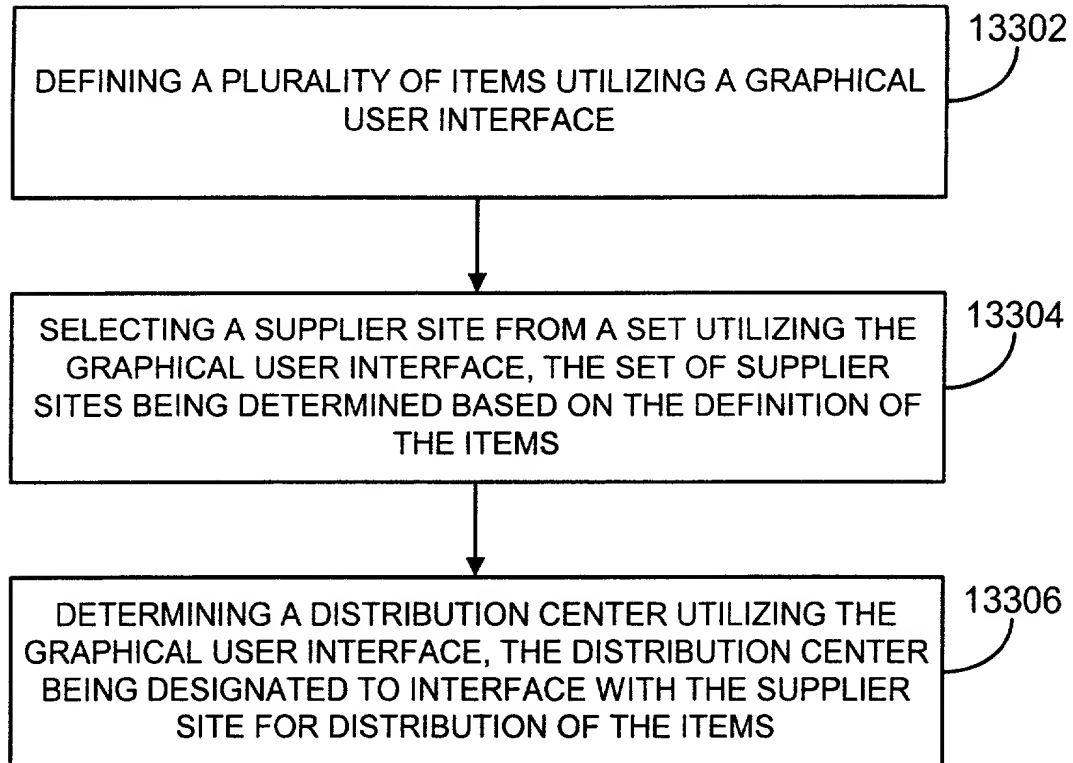 13302
DEFINING A PLURALITY OF ITEMS UTILIZING A GRAPHICAL
USER INTERFACE
13304
SELECTING A SUPPLIER SITE FROM A SET UTILIZING THE
GRAPHICAL USER INTERFACE, THE SET OF SUPPLIER
SITES BEING DETERMINED BASED ON THE DEFINITION OF
THE ITEMS
13306
DETERMINING A DISTRIBUTION CENTER UTILIZING THE
GRAPHICAL USER INTERFACE, THE DISTRIBUTION CENTER
BEING DESIGNATED TO INTERFACE WITH THE SUPPLIER
SITE FOR DISTRIBUTION OF THE ITEMS